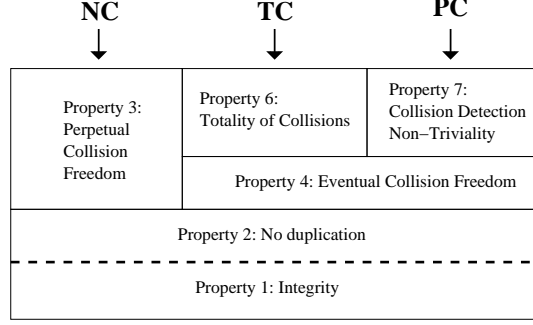 NC TC PC
Property 3:
Perpetual
Collision
Freedom
Property 6:
Totality of Collisions
Property 7:
Collision Detection
Non−Triviality
Property 4: Eventual Collision Freedom
Property 2: No duplication
Property 1: Integrity